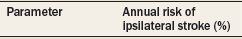 Parameter
Annual risk of
ipsilateral stroke (%)